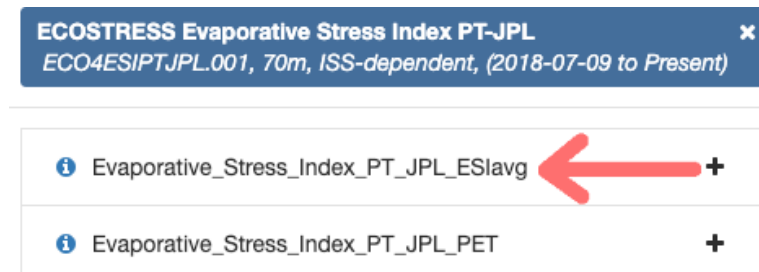 ECOSTRESS Evaporative Stress Index PT-JPL
ECO4ESIPTJPL.001, 70m, ISS-dependent, (2018-07-09 to Present)
Evaporative_Stress_Index_PT_JPL_ESIavg
Evaporative_Stress_Index_PT_JPL_PET